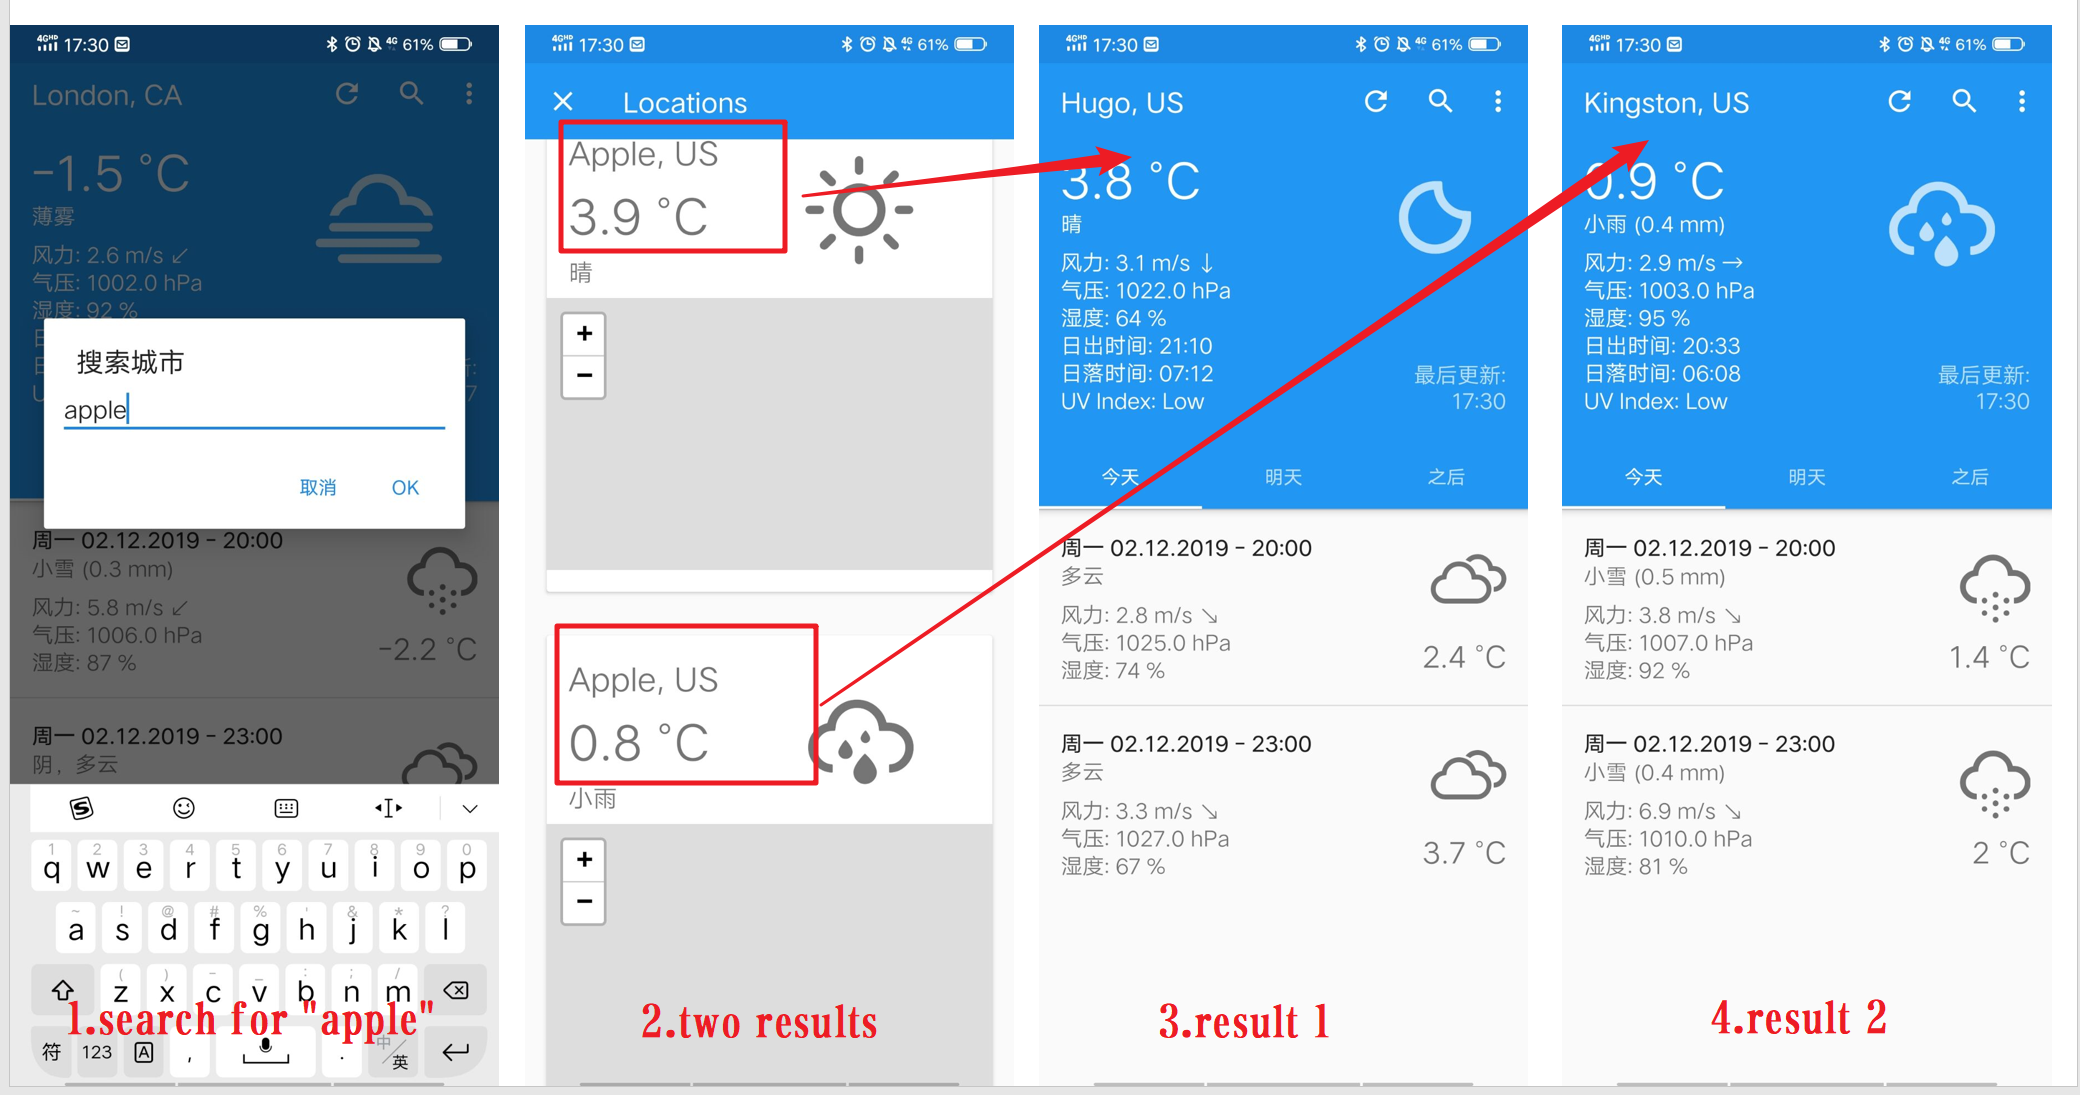 4GHD 17:30 4G 61%
London, CA
-1.5 °C
薄雾
风力: 2.6 m/s ↙
气压: 1002.0 hPa
湿度: 92 %
搜索城市
apple
取消 OK
周一 02.12.2019 - 20:00
小雪 (0.3 mm)
风力: 5.8 m/s ↙
气压: 1006.0 hPa
湿度: 87 %
-2.2 °C
周一 02.12.2019 - 23:00
阴，多云
1 2 3 4 5 6 7 8 9 0
q w e r t y u i o p
~ ! @ # % ' & * ?
a s d f g h j k l
( ) - _ : ; /
z x c v b n m
1.search for "apple"
符 123 A , . 中/英
4GHD 17:30 4G 61%
Locations
Apple, US
3.9 °C
晴
+
−
Apple, US
0.8 °C
小雨
+
−
2.two results
4GHD 17:30 4G 61%
Hugo, US
3.8 °C
晴
风力: 3.1 m/s ↓
气压: 1022.0 hPa
湿度: 64 %
日出时间: 21:10
日落时间: 07:12
UV Index: Low
最后更新:
17:30
今天 明天 之后
周一 02.12.2019 - 20:00
多云
风力: 2.8 m/s ↘
气压: 1025.0 hPa
湿度: 74 %
2.4 °C
周一 02.12.2019 - 23:00
多云
风力: 3.3 m/s ↘
气压: 1027.0 hPa
湿度: 67 %
3.7 °C
3.result 1
4GHD 17:30 4G 61%
Kingston, US
0.9 °C
小雨 (0.4 mm)
风力: 2.9 m/s →
气压: 1003.0 hPa
湿度: 95 %
日出时间: 20:33
日落时间: 06:08
UV Index: Low
最后更新:
17:30
今天 明天 之后
周一 02.12.2019 - 20:00
小雪 (0.5 mm)
风力: 3.8 m/s ↘
气压: 1007.0 hPa
湿度: 92 %
1.4 °C
周一 02.12.2019 - 23:00
小雪 (0.4 mm)
风力: 6.9 m/s ↘
气压: 1010.0 hPa
湿度: 81 %
2 °C
4.result 2